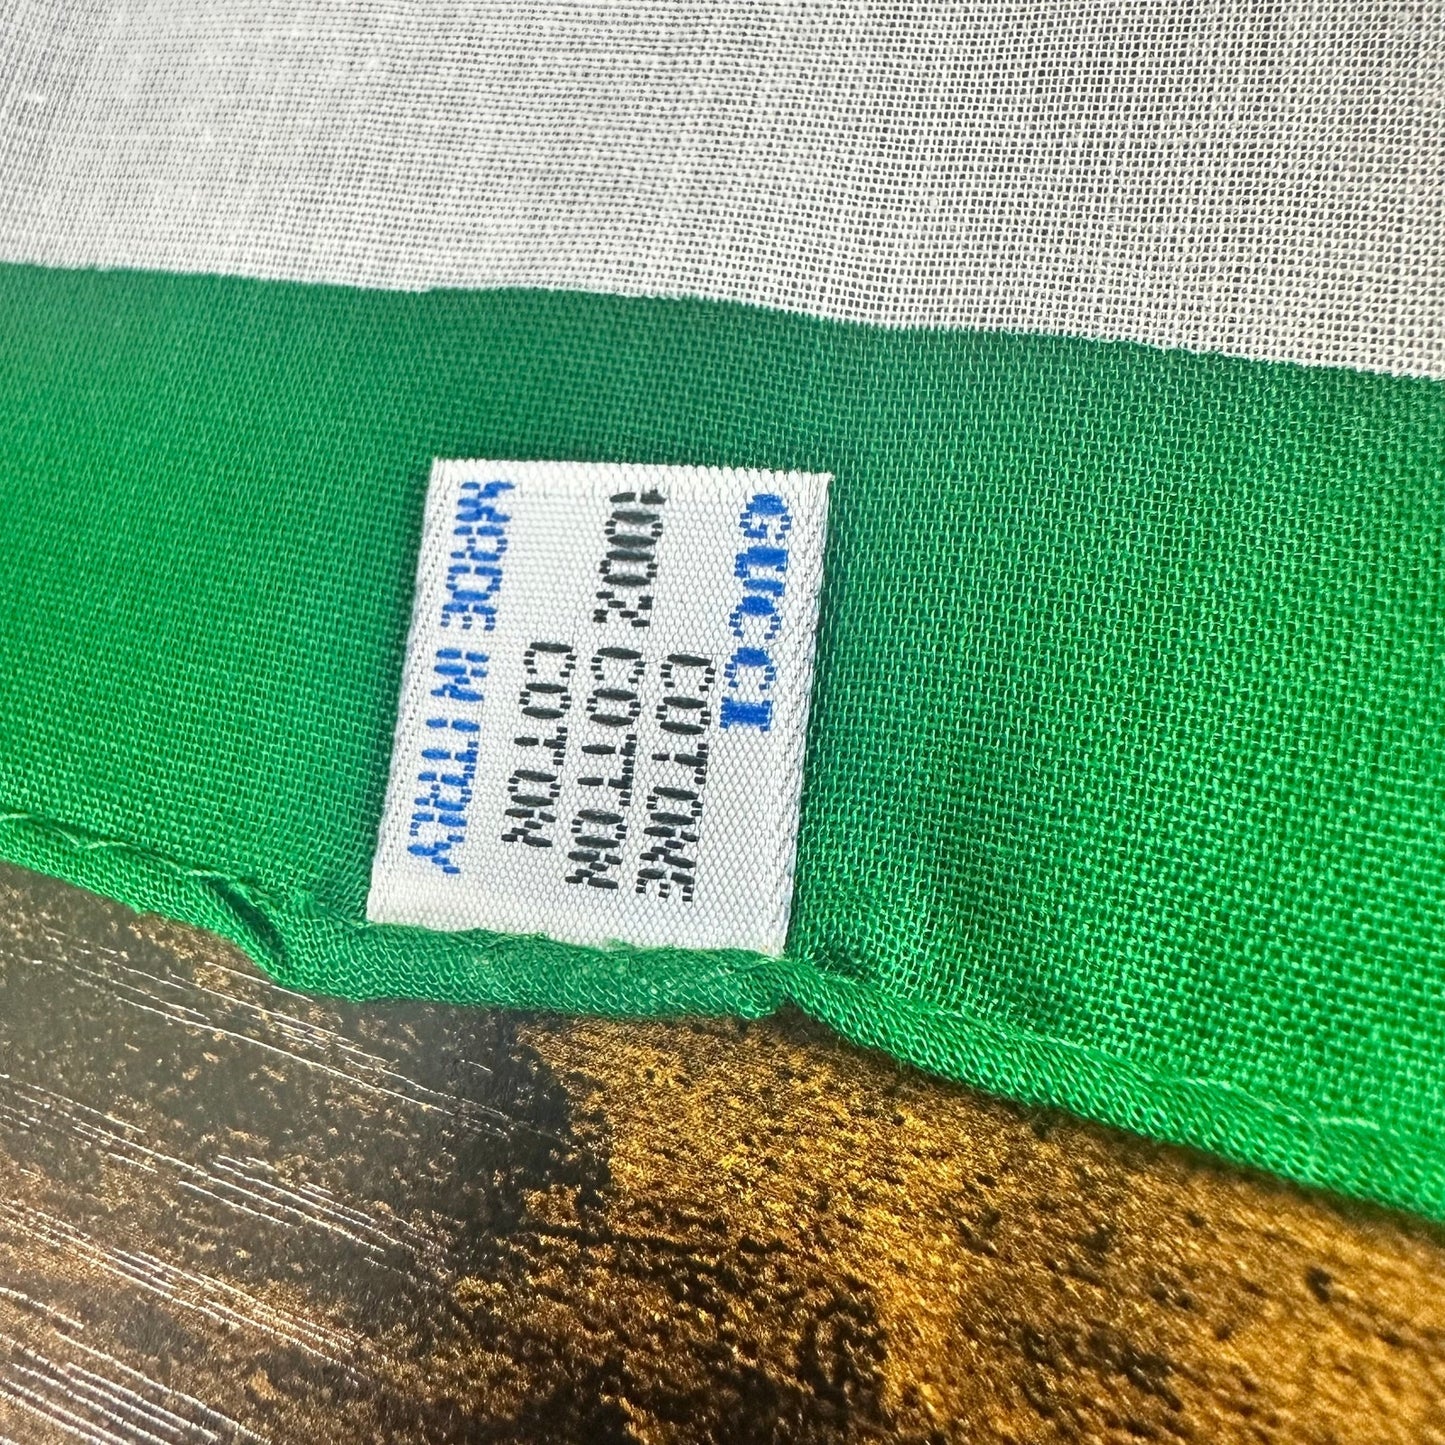 GUCCI
COTONE
100% COTTON
COTON
MADE IN ITALY